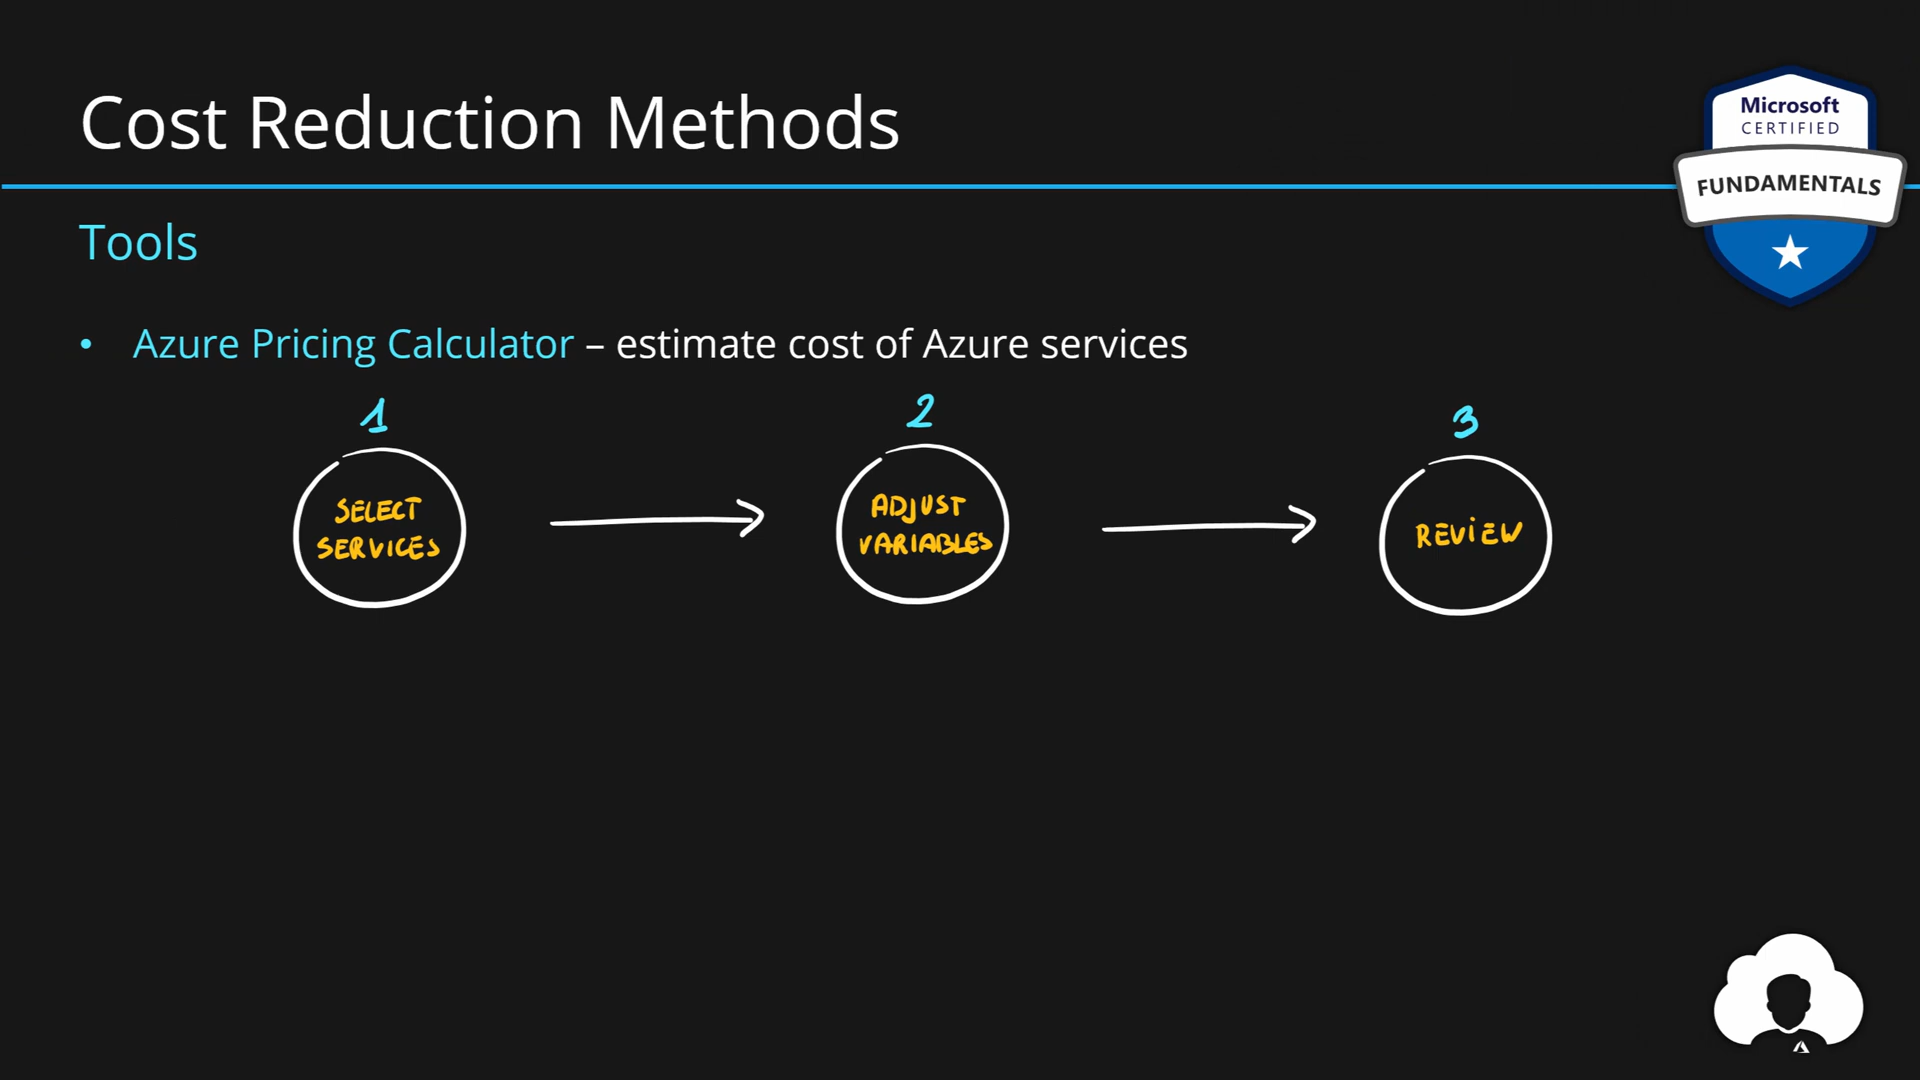 Cost Reduction Methods
Microsoft
CERTIFIED
FUNDAMENTALS
Tools
• Azure Pricing Calculator – estimate cost of Azure services
1
2
3
SELECT
SERVICES
ADJUST
VARIABLES
REVIEW